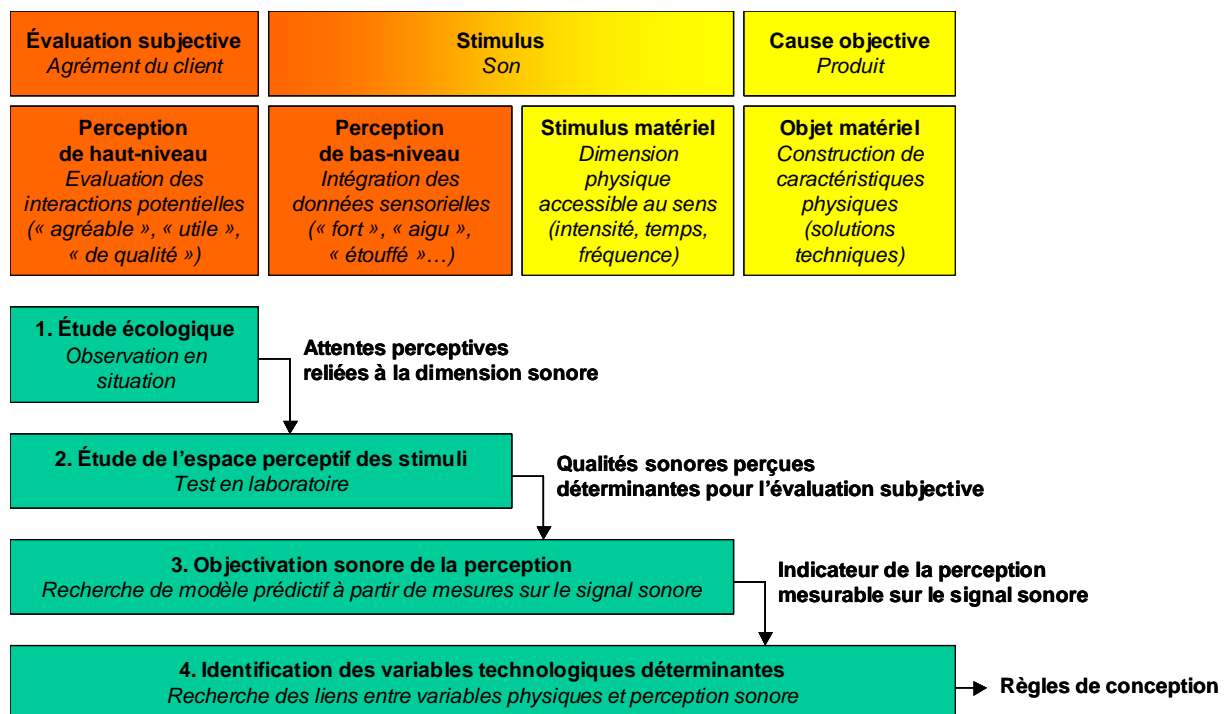 Évaluation subjective
Agrément du client
Stimulus
Son
Cause objective
Produit
Perception
de haut-niveau
Evaluation des
interactions potentielles
(« agréable », « utile »,
« de qualité »)
Perception
de bas-niveau
Intégration des
données sensorielles
(« fort », « aigu »,
« étouffé »…)
Stimulus matériel
Dimension
physique
accessible au sens
(intensité, temps,
fréquence)
Objet matériel
Construction de
caractéristiques
physiques
(solutions
techniques)
1. Étude écologique
Observation en
situation
Attentes perceptives
reliées à la dimension sonore
2. Étude de l’espace perceptif des stimuli
Test en laboratoire
Qualités sonores perçues
déterminantes pour l’évaluation subjective
3. Objectivation sonore de la perception
Recherche de modèle prédictif à partir de mesures sur le signal sonore
Indicateur de la perception
mesurable sur le signal sonore
4. Identification des variables technologiques déterminantes
Recherche des liens entre variables physiques et perception sonore
Règles de conception